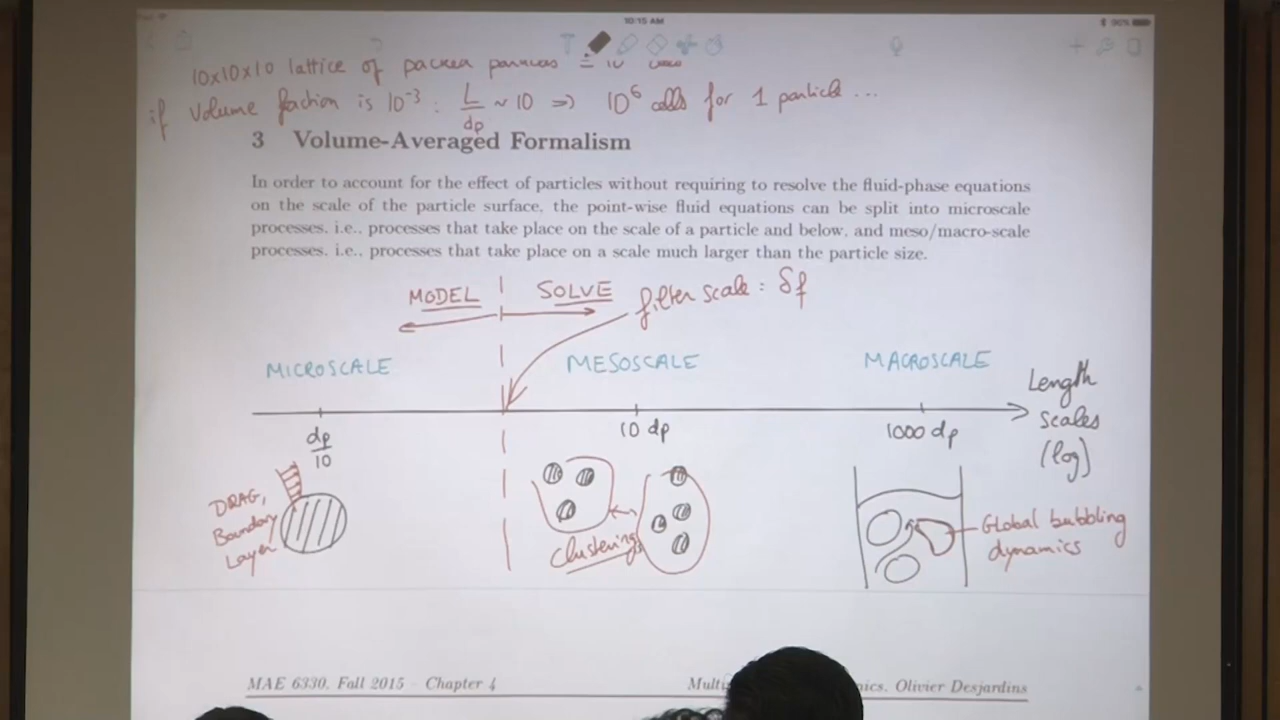 10:15 AM
10x10x10 lattice of packed
if volume fraction is 10⁻³ : L/dp ~ 10 => 10⁶ cells for 1 particle ...
3 Volume-Averaged Formalism
In order to account for the effect of particles without requiring to resolve the fluid-phase equations
on the scale of the particle surface, the point-wise fluid equations can be split into microscale
processes, i.e., processes that take place on the scale of a particle and below, and meso/macro-scale
processes, i.e., processes that take place on a scale much larger than the particle size.
MODEL SOLVE filter scale : δf
MICROSCALE MESOSCALE MACROSCALE
Length scales (log)
dp/10 10 dp 1000 dp
DRAG, Boundary Layer
clusterings
Global bubbling dynamics
MAE 6330, Fall 2015 - Chapter 4 Olivier Desjardins